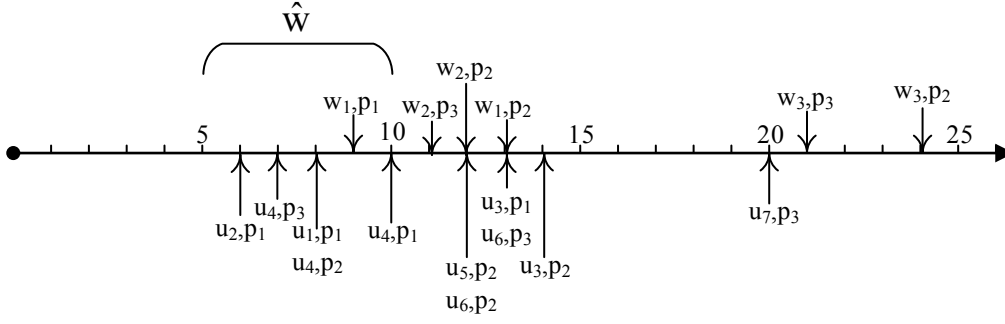 ŵ
w₂,p₂
w₁,p₁ w₂,p₃ w₁,p₂ w₃,p₃ w₃,p₂
5 10 15 20 25
u₂,p₁ u₄,p₃ u₁,p₁ u₄,p₁ u₃,p₁ u₇,p₃
u₄,p₂ u₆,p₃
u₅,p₂ u₃,p₂
u₆,p₂